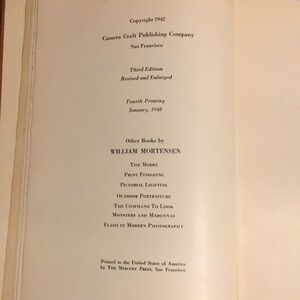 Copyright 1942
Camera Craft Publishing Company
San Francisco
Third Edition
Revised and Enlarged
Fourth Printing
January, 1948
Other Books by
WILLIAM MORTENSEN
THE MODEL
PRINT FINISHING
PICTORIAL LIGHTING
OUTDOOR PORTRAITURE
THE COMMAND TO LOOK
MONSTERS AND MADONNAS
FLASH IN MODERN PHOTOGRAPHY
Printed in the United States of America
by THE MERCURY PRESS, San Francisco